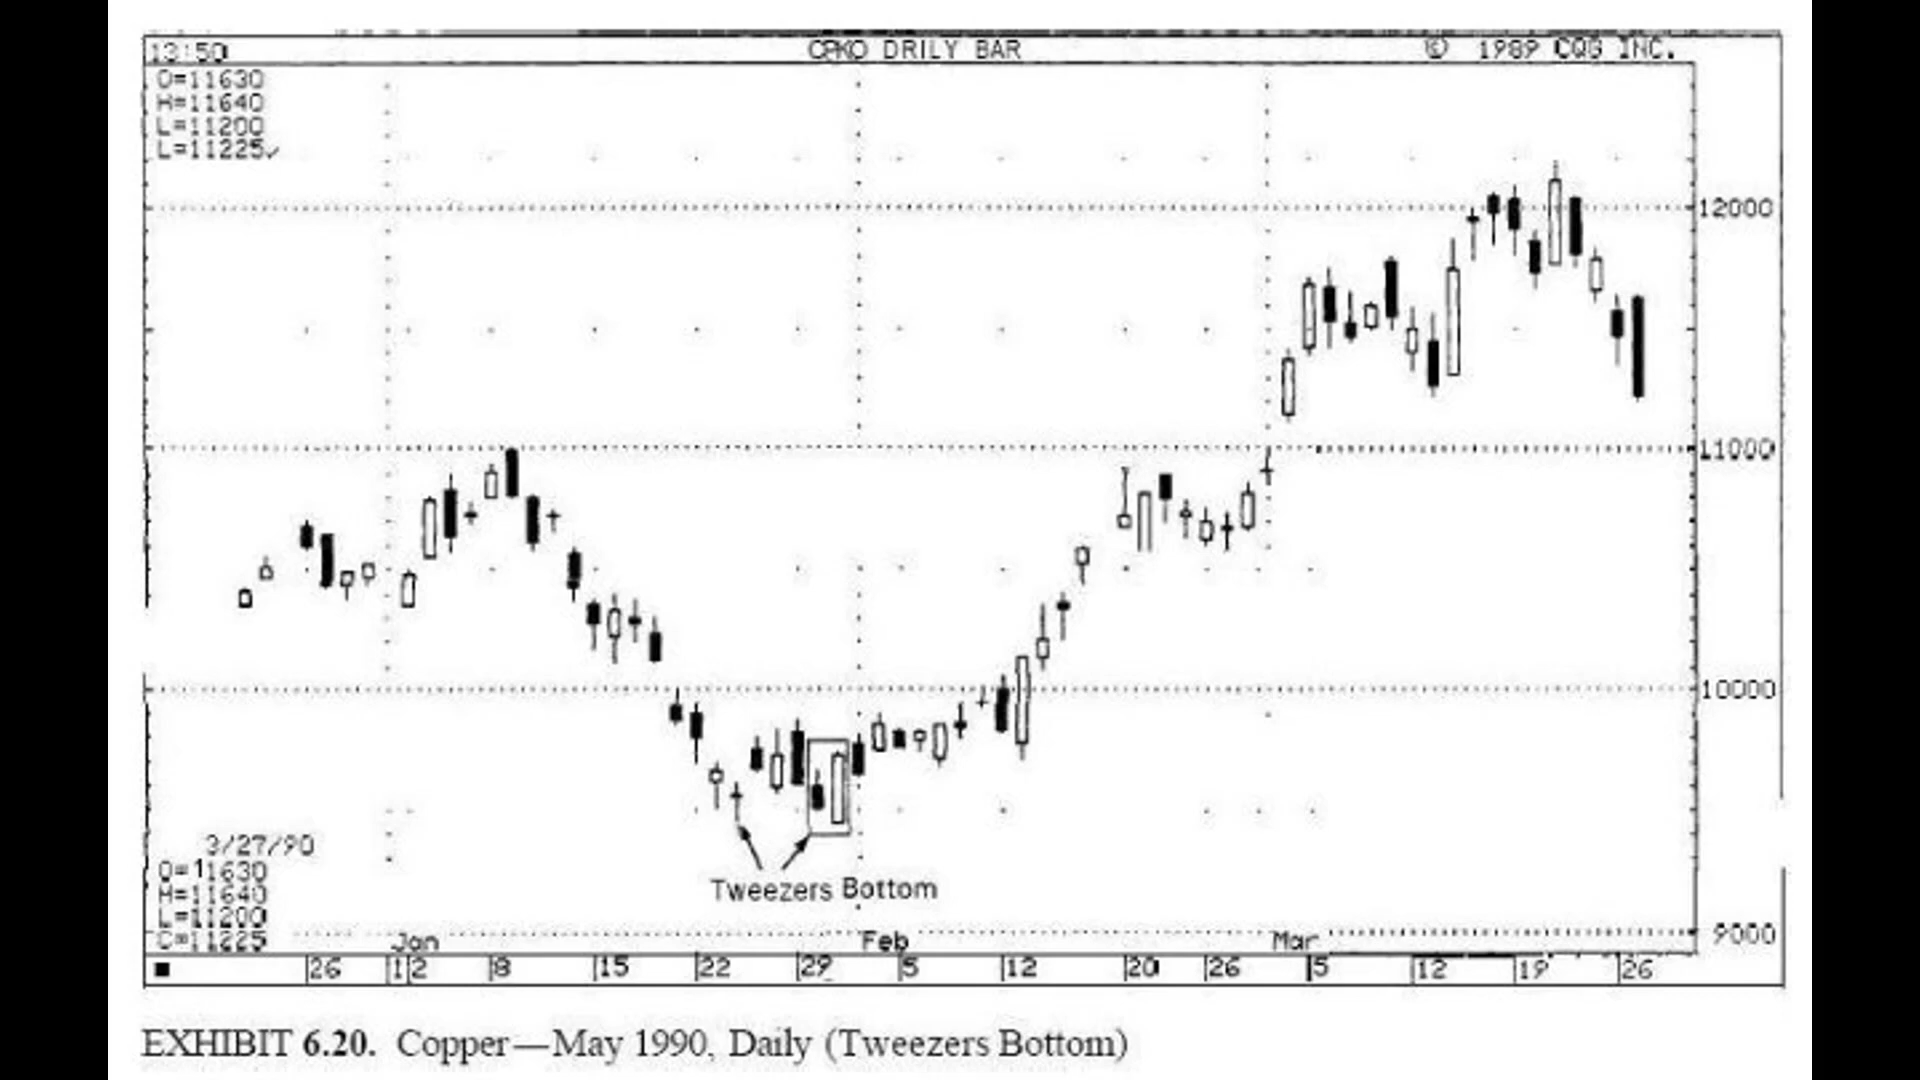 13:50 CPKO DRILY BAR © 1989 CQG INC.
O=11630
H=11640
L=11200
L=11225✓
12000
11000
10000
Tweezers Bottom
3/27/90
O=11630
H=11640
L=11200
C=11225
9000
Jan Feb Mar
26 1 2 8 15 22 29 5 12 20 26 5 12 19 26
EXHIBIT 6.20. Copper—May 1990, Daily (Tweezers Bottom)